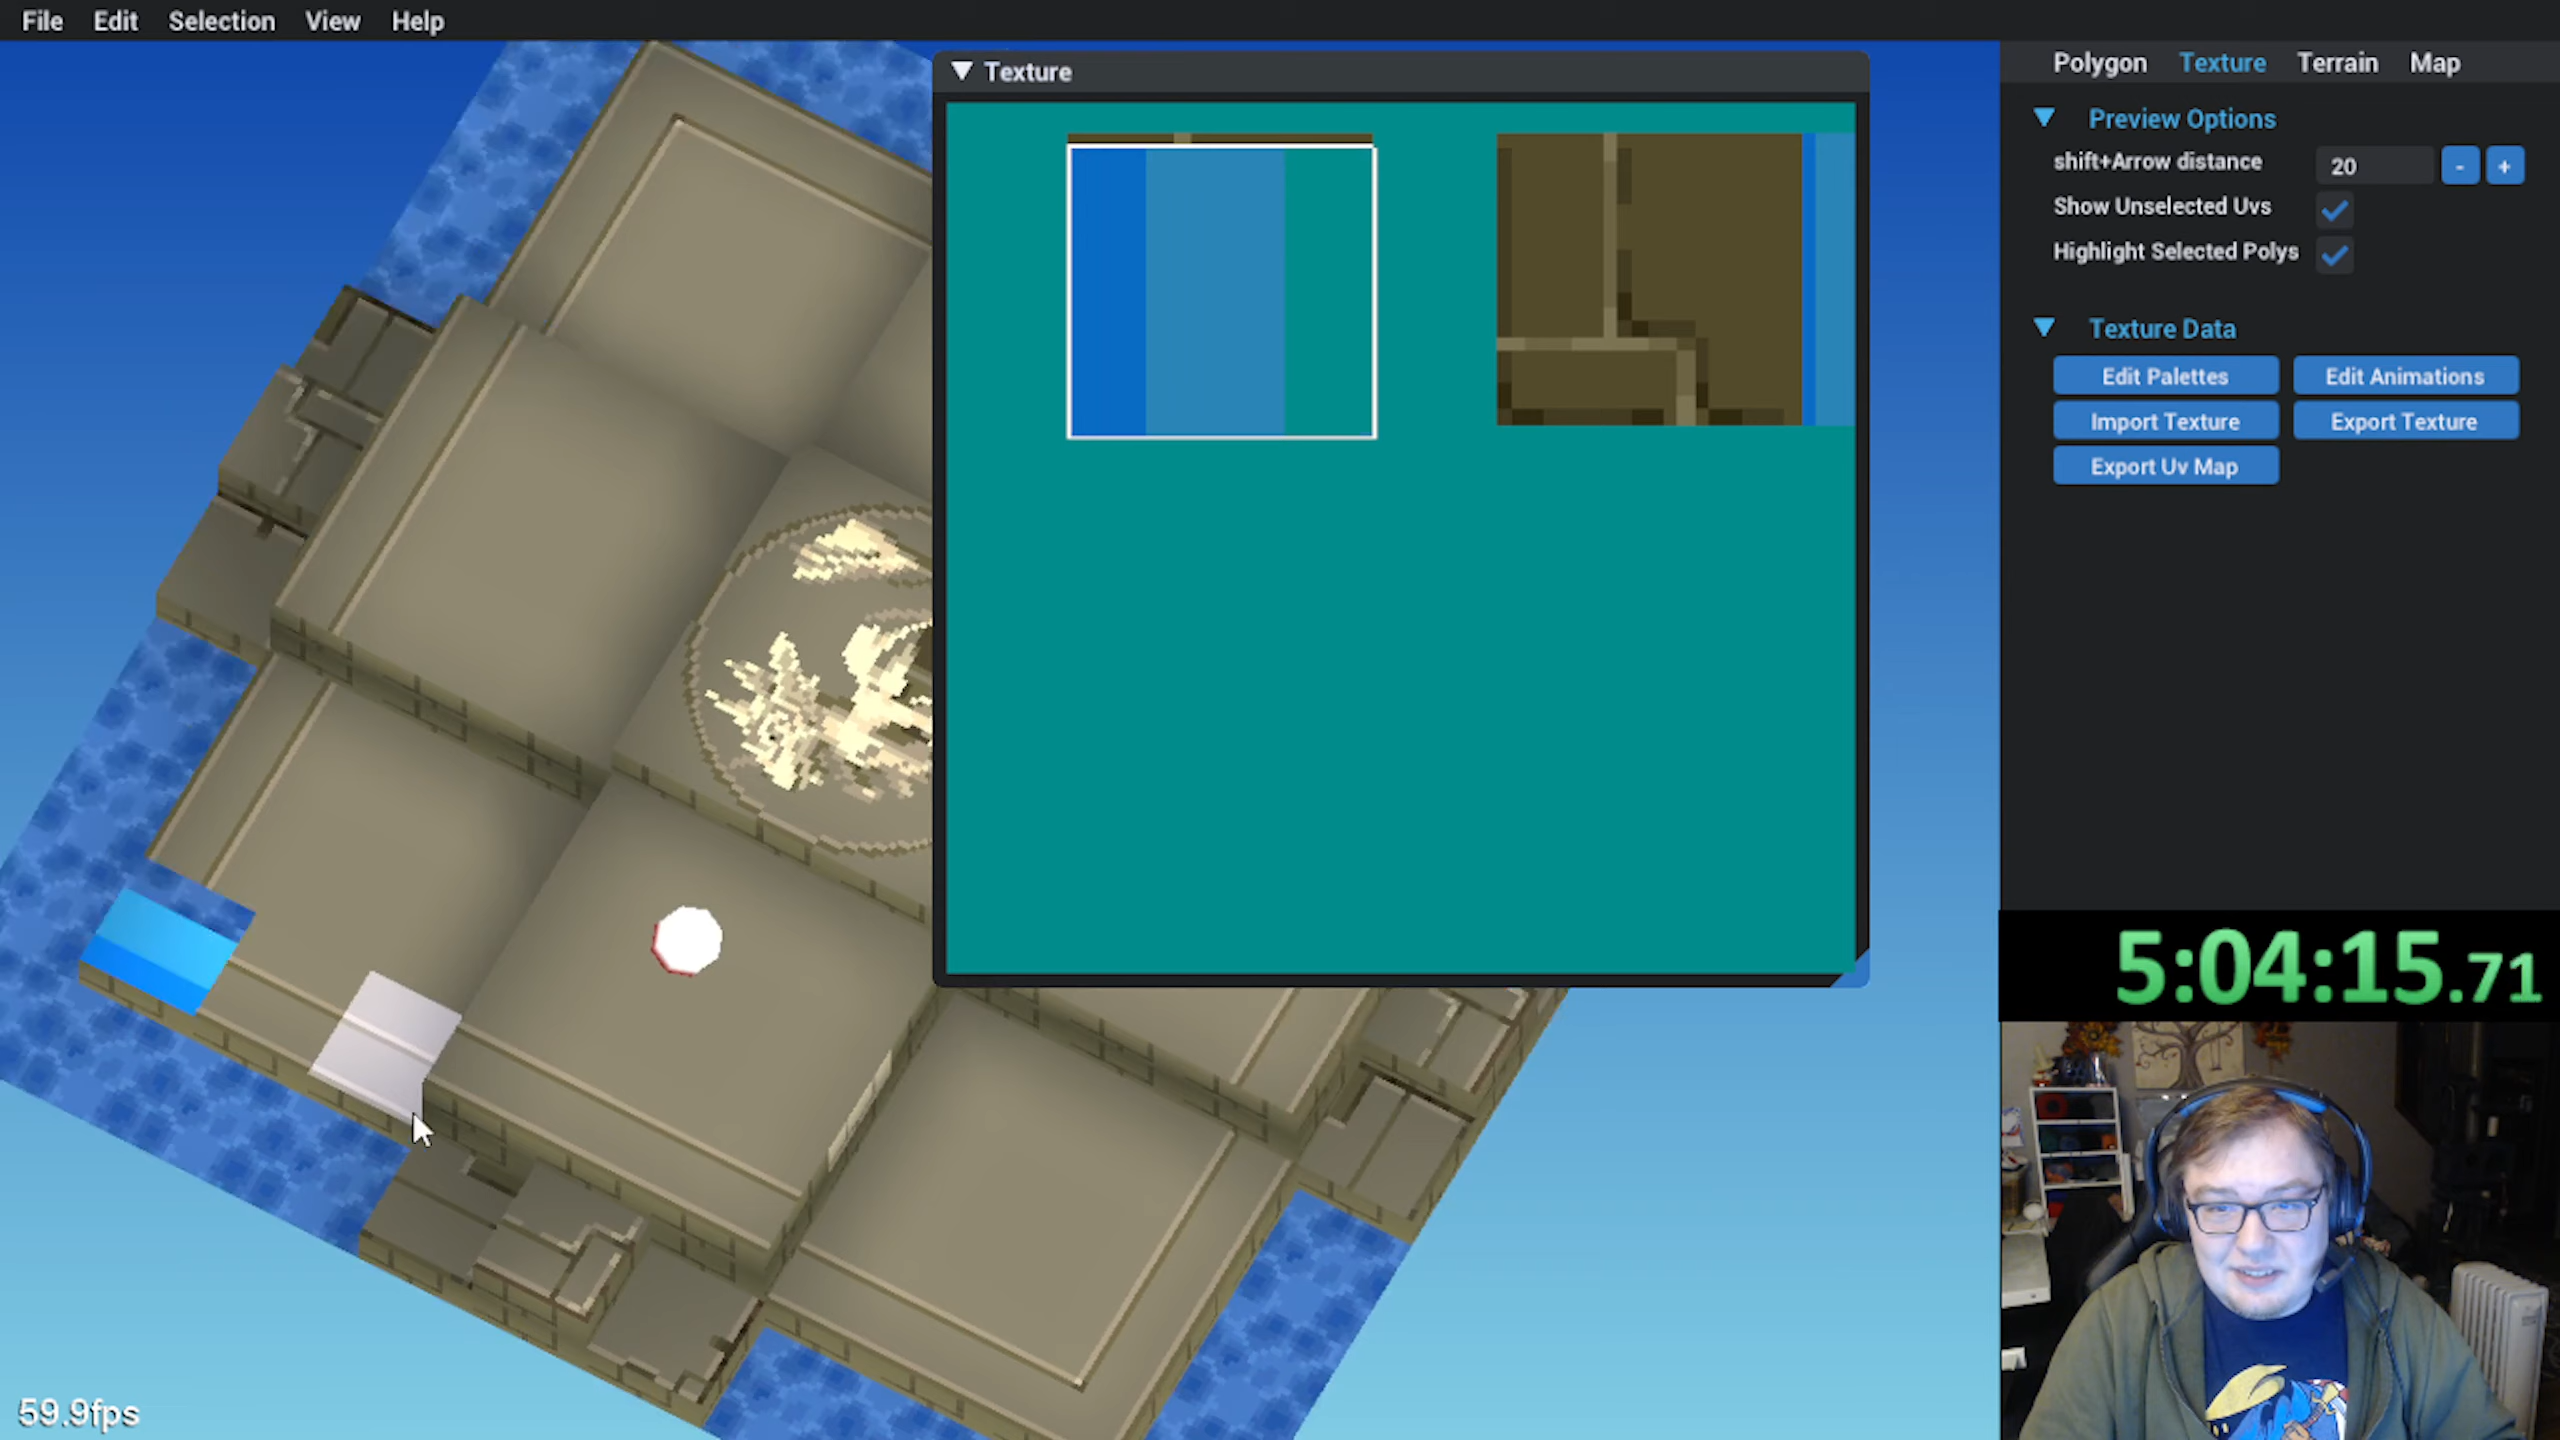 File Edit Selection View Help
Texture
Polygon Texture Terrain Map
Preview Options
shift+Arrow distance 20 - +
Show Unselected Uvs
Highlight Selected Polys
Texture Data
Edit Palettes Edit Animations
Import Texture Export Texture
Export Uv Map
5:04:15.71
59.9fps